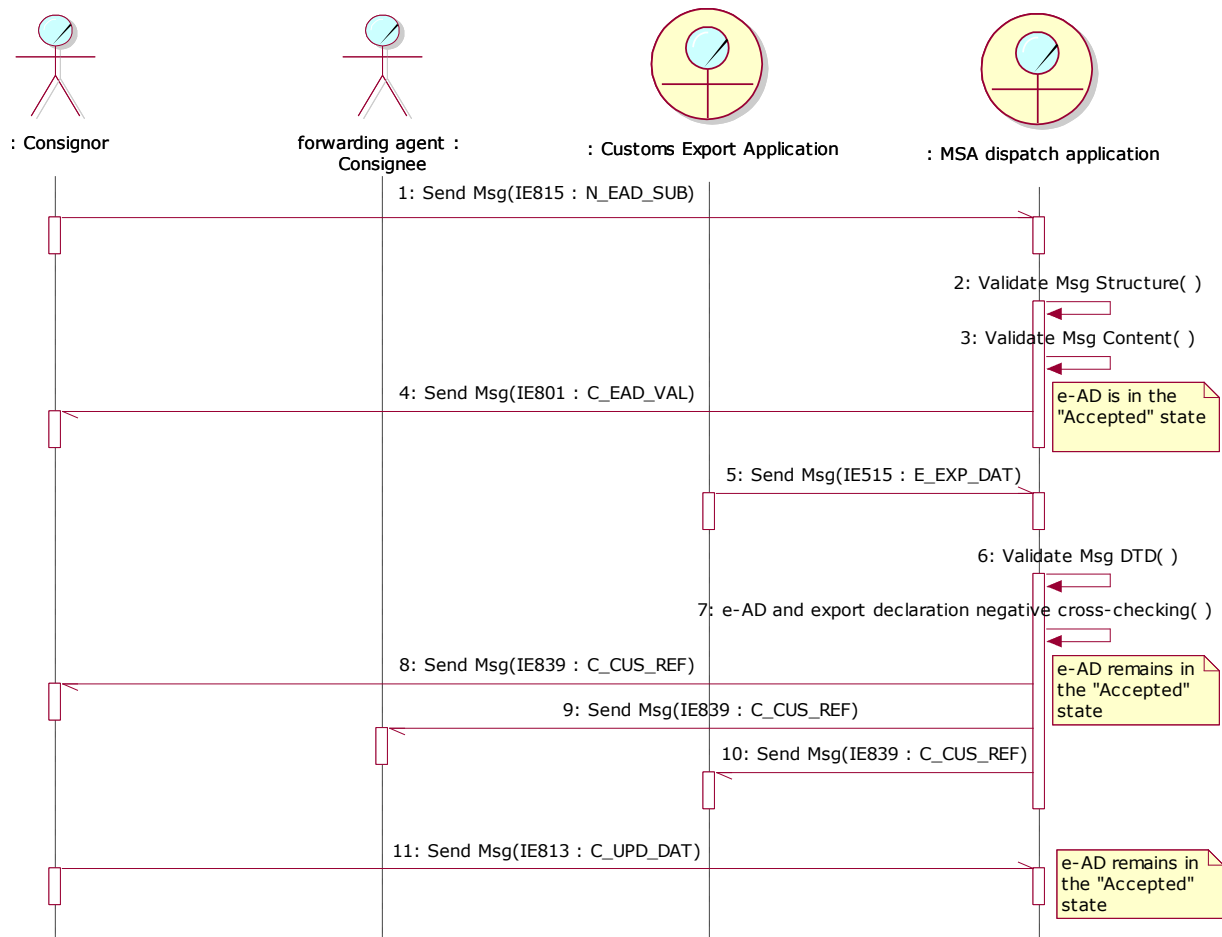 : Consignor
forwarding agent :
Consignee
: Customs Export Application
: MSA dispatch application
1: Send Msg(IE815 : N_EAD_SUB)
2: Validate Msg Structure( )
3: Validate Msg Content( )
4: Send Msg(IE801 : C_EAD_VAL)
e-AD is in the
"Accepted" state
5: Send Msg(IE515 : E_EXP_DAT)
6: Validate Msg DTD( )
7: e-AD and export declaration negative cross-checking( )
8: Send Msg(IE839 : C_CUS_REF)
e-AD remains in
the "Accepted"
state
9: Send Msg(IE839 : C_CUS_REF)
10: Send Msg(IE839 : C_CUS_REF)
11: Send Msg(IE813 : C_UPD_DAT)
e-AD remains in
the "Accepted"
state